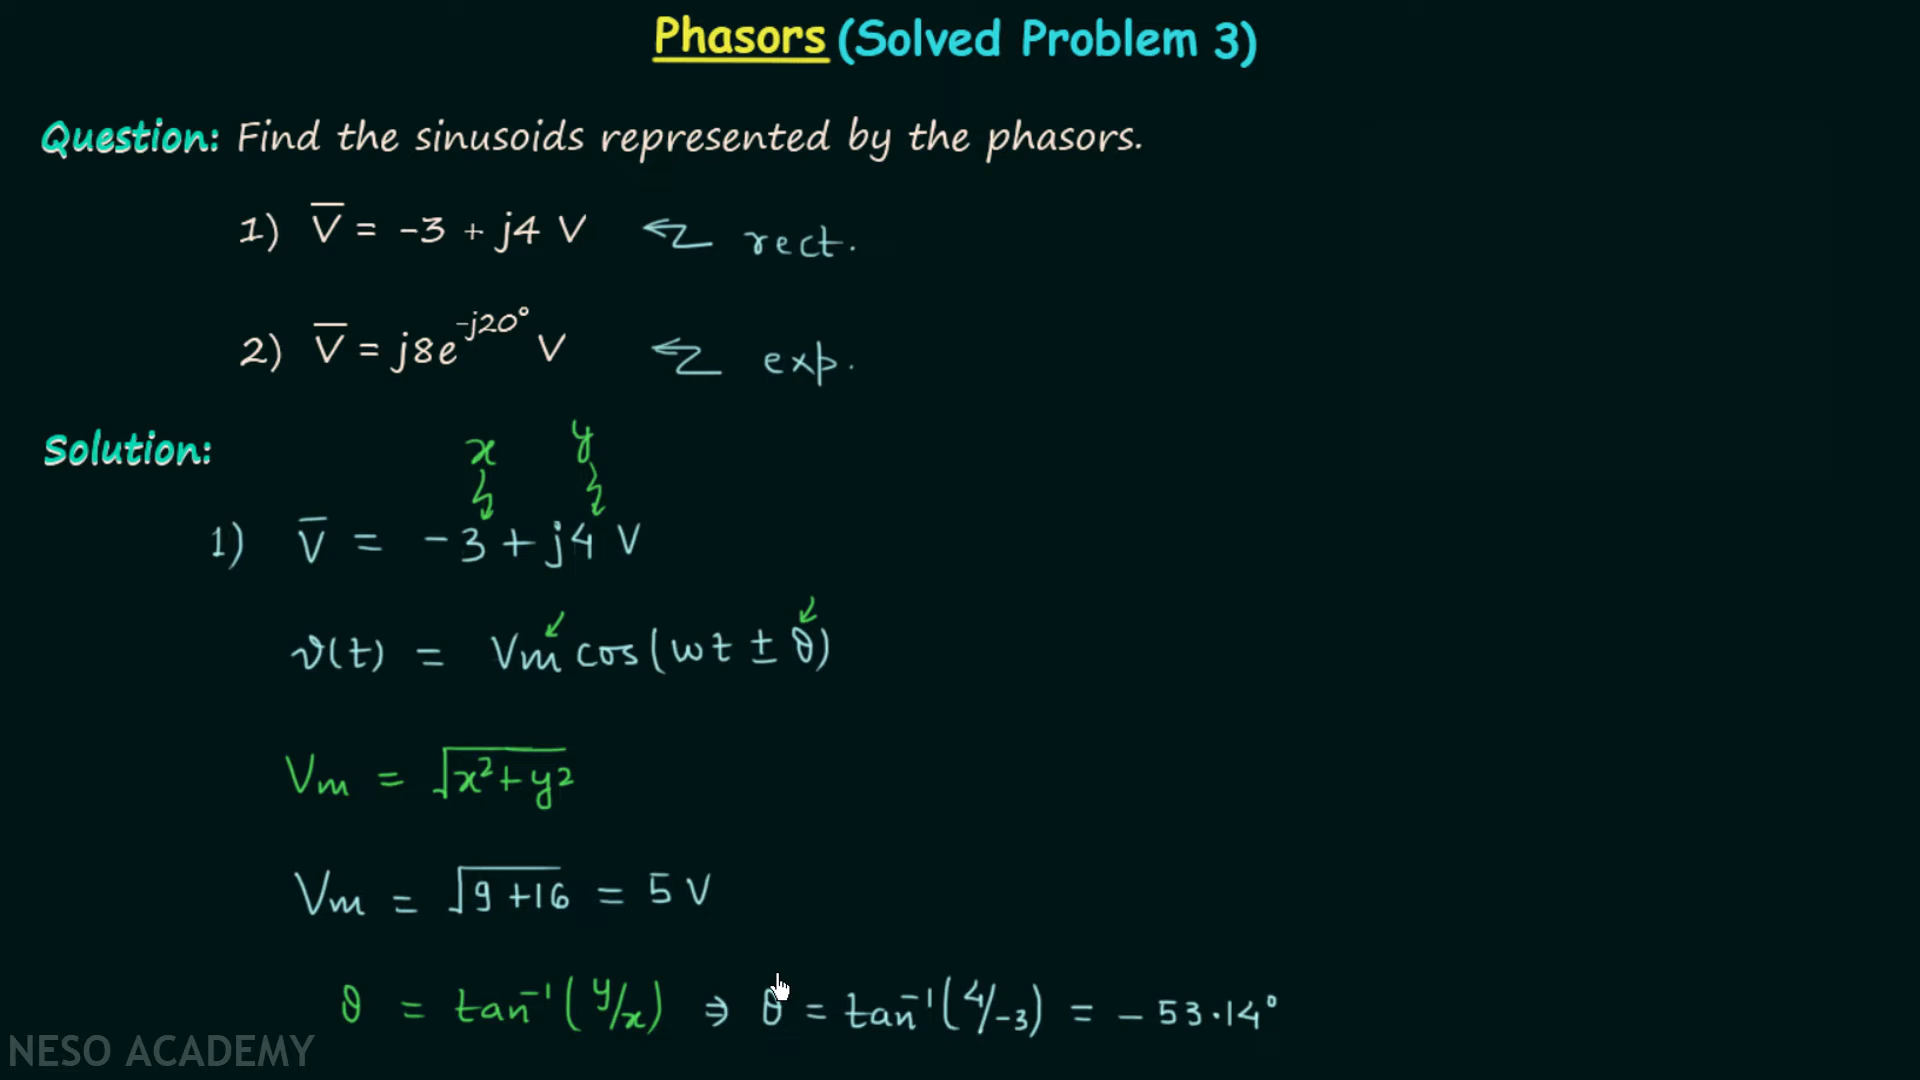 Phasors (Solved Problem 3)
Question: Find the sinusoids represented by the phasors.
1) V̅ = -3 + j4 V rect.
2) V̅ = j8e^-j20° V exp.
Solution:
x y
1) V̅ = -3 + j4 V
v(t) = Vm cos(wt ± θ)
Vm = √x²+y²
Vm = √9+16 = 5 V
θ = tan⁻¹(y/x) ⇒ θ = tan⁻¹(4/-3) = -53.14°
NESO ACADEMY